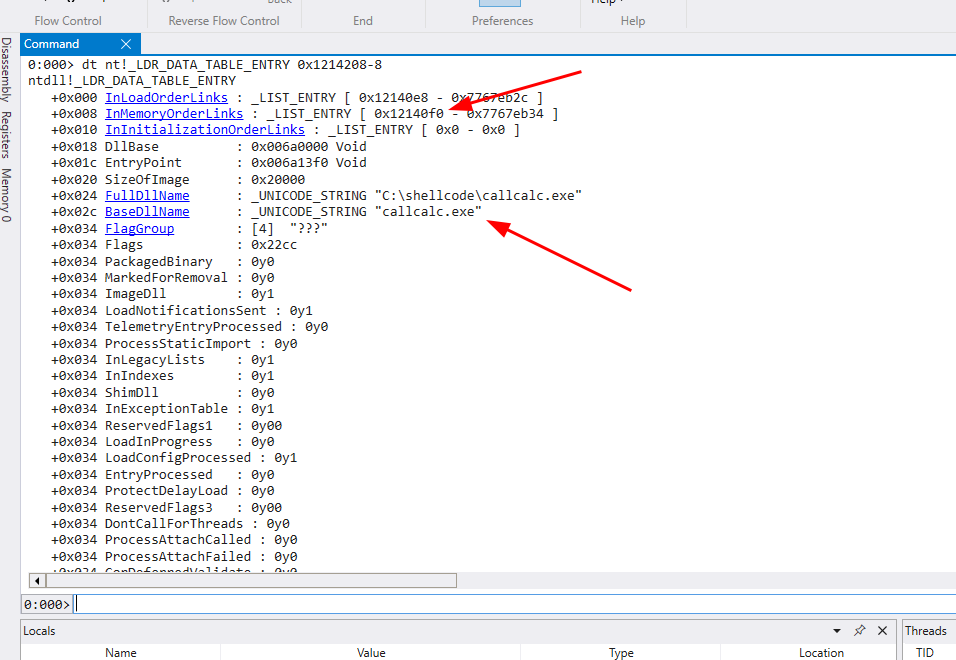 Back
Help
Flow Control
Reverse Flow Control
End
Preferences
Help
Disassembly
Registers
Memory 0
Command
0:000> dt nt!_LDR_DATA_TABLE_ENTRY 0x1214208-8
ntdll!_LDR_DATA_TABLE_ENTRY
+0x000 InLoadOrderLinks : _LIST_ENTRY [ 0x12140e8 - 0x7767eb2c ]
+0x008 InMemoryOrderLinks : _LIST_ENTRY [ 0x12140f0 - 0x7767eb34 ]
+0x010 InInitializationOrderLinks : _LIST_ENTRY [ 0x0 - 0x0 ]
+0x018 DllBase : 0x006a0000 Void
+0x01c EntryPoint : 0x006a13f0 Void
+0x020 SizeOfImage : 0x20000
+0x024 FullDllName : _UNICODE_STRING "C:\shellcode\callcalc.exe"
+0x02c BaseDllName : _UNICODE_STRING "callcalc.exe"
+0x034 FlagGroup : [4] "???"
+0x034 Flags : 0x22cc
+0x034 PackagedBinary : 0y0
+0x034 MarkedForRemoval : 0y0
+0x034 ImageDll : 0y1
+0x034 LoadNotificationsSent : 0y1
+0x034 TelemetryEntryProcessed : 0y0
+0x034 ProcessStaticImport : 0y0
+0x034 InLegacyLists : 0y1
+0x034 InIndexes : 0y1
+0x034 ShimDll : 0y0
+0x034 InExceptionTable : 0y1
+0x034 ReservedFlags1 : 0y00
+0x034 LoadInProgress : 0y0
+0x034 LoadConfigProcessed : 0y1
+0x034 EntryProcessed : 0y0
+0x034 ProtectDelayLoad : 0y0
+0x034 ReservedFlags3 : 0y00
+0x034 DontCallForThreads : 0y0
+0x034 ProcessAttachCalled : 0y0
+0x034 ProcessAttachFailed : 0y0
+0x034 CorDeferredValidate : 0y0
0:000>
Locals
Threads
Name Value Type Location
TID